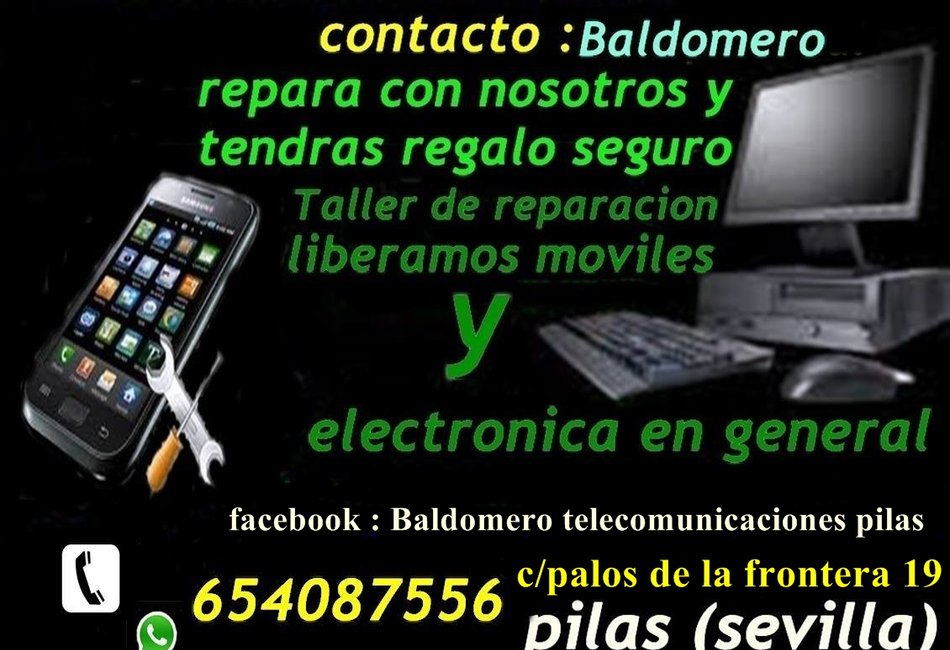 contacto : Baldomero
repara con nosotros y
tendras regalo seguro
SAMSUNG
Taller de reparacion
liberamos moviles
y
electronica en general
facebook : Baldomero telecomunicaciones pilas
c/palos de la frontera 19
654087556
pilas (sevilla)